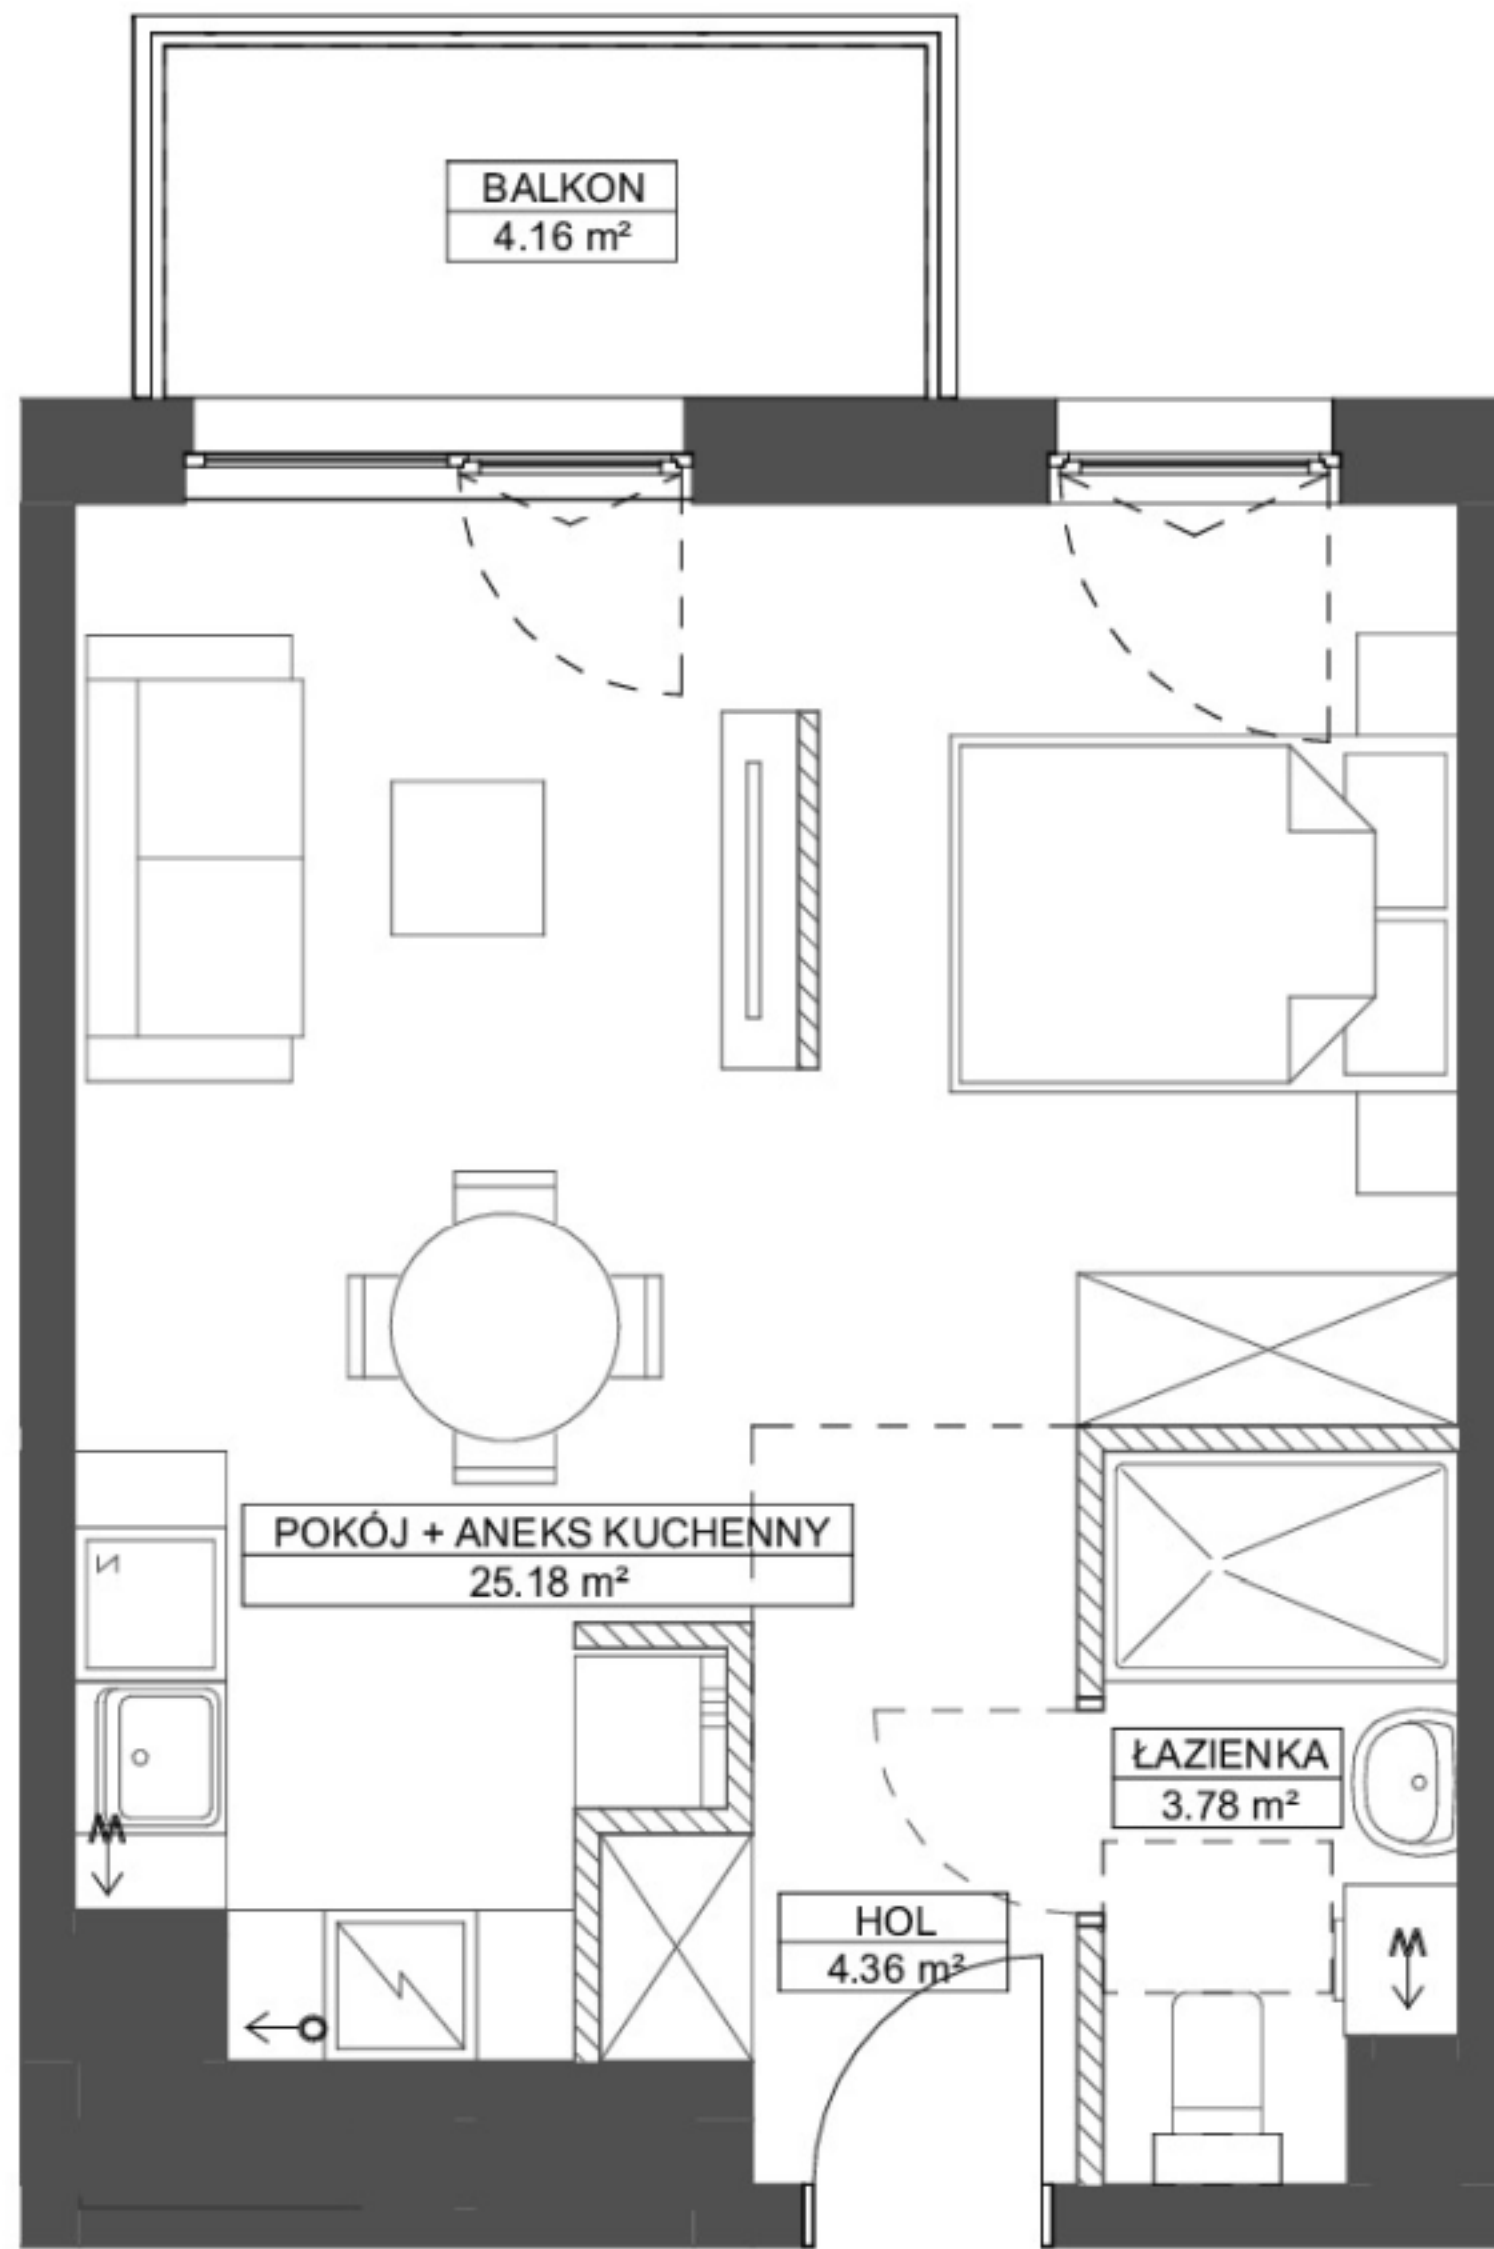 BALKON
4.16 m²
POKÓJ + ANEKS KUCHENNY
25.18 m²
ŁAZIENKA
3.78 m²
HOL
4.36 m²